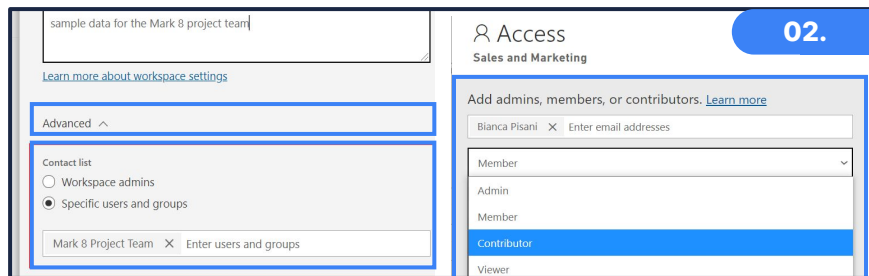 sample data for the Mark 8 project team
Learn more about workspace settings
Advanced
Contact list
Workspace admins
Specific users and groups
Mark 8 Project Team X Enter users and groups
02.
Access
Sales and Marketing
Add admins, members, or contributors. Learn more
Bianca Pisani X Enter email addresses
Member
Admin
Member
Contributor
Viewer